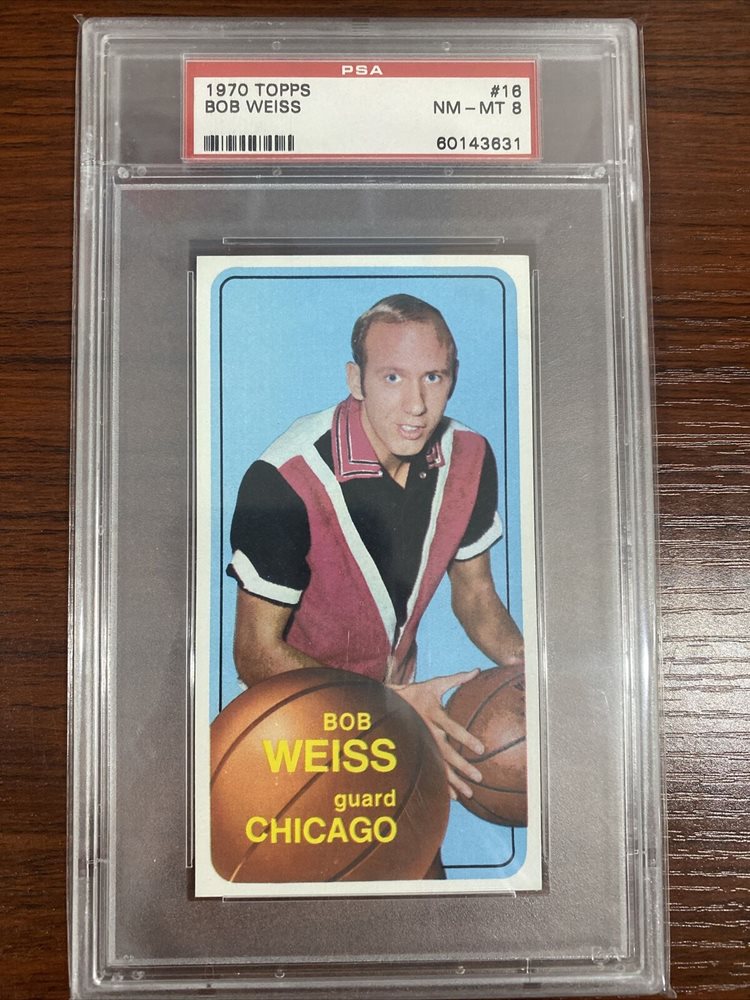 PSA
1970 TOPPS #16
BOB WEISS NM - MT 8
60143631
BOB
WEISS
guard
CHICAGO